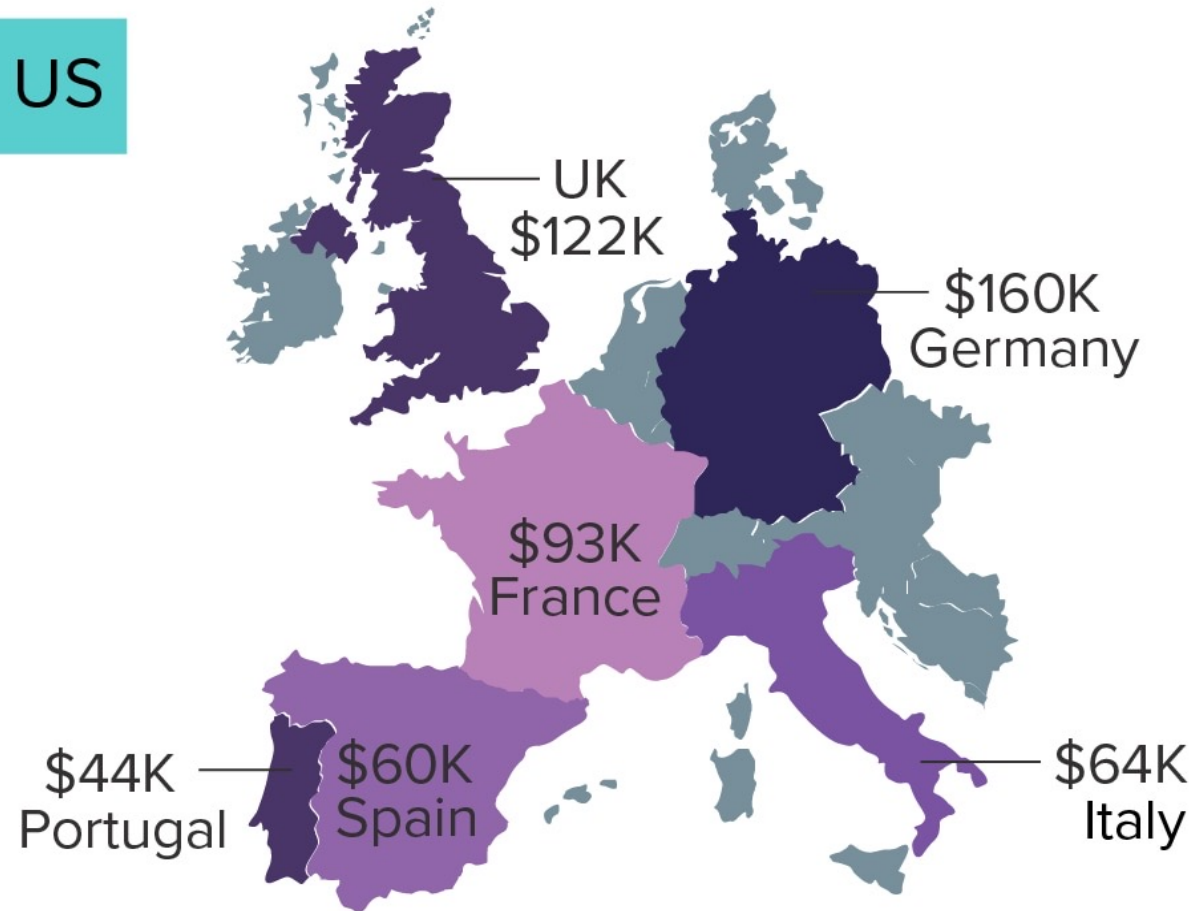 US
UK
$122K
$160K
Germany
$93K
France
$44K
Portugal
$60K
Spain
$64K
Italy